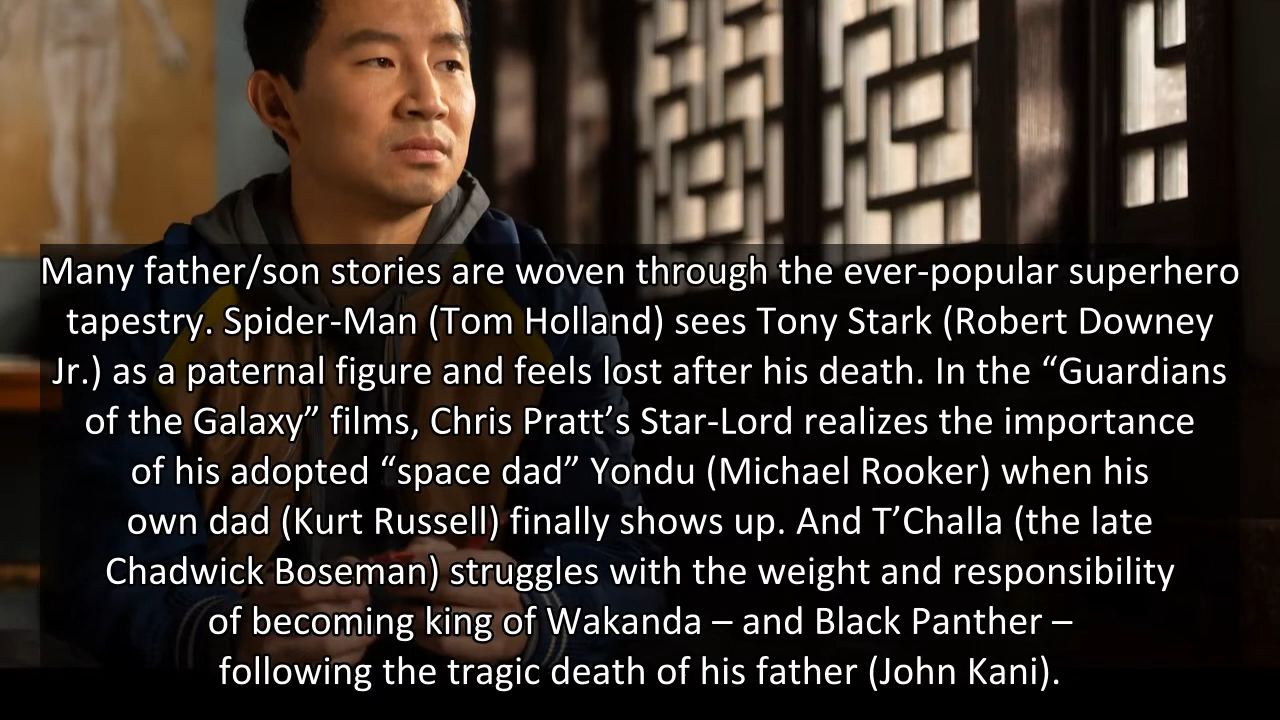 Many father/son stories are woven through the ever-popular superhero
tapestry. Spider-Man (Tom Holland) sees Tony Stark (Robert Downey
Jr.) as a paternal figure and feels lost after his death. In the “Guardians
of the Galaxy” films, Chris Pratt’s Star-Lord realizes the importance
of his adopted “space dad” Yondu (Michael Rooker) when his
own dad (Kurt Russell) finally shows up. And T’Challa (the late
Chadwick Boseman) struggles with the weight and responsibility
of becoming king of Wakanda – and Black Panther –
following the tragic death of his father (John Kani).